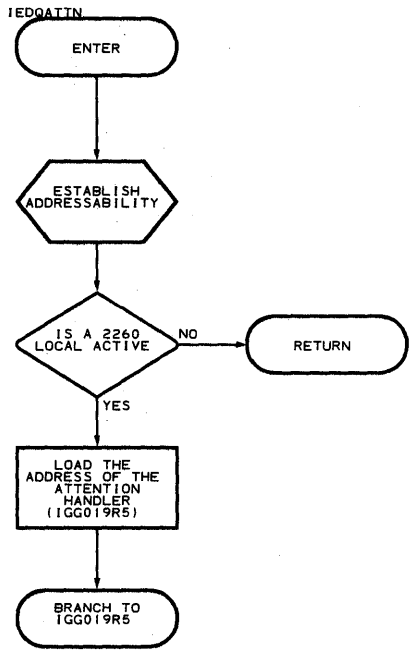 IEDQATTN
ENTER
ESTABLISH
ADDRESSABILITY
IS A 2260
LOCAL ACTIVE
NO
RETURN
YES
LOAD THE
ADDRESS OF THE
ATTENTION
HANDLER
(IGG019R5)
BRANCH TO
IGG019R5